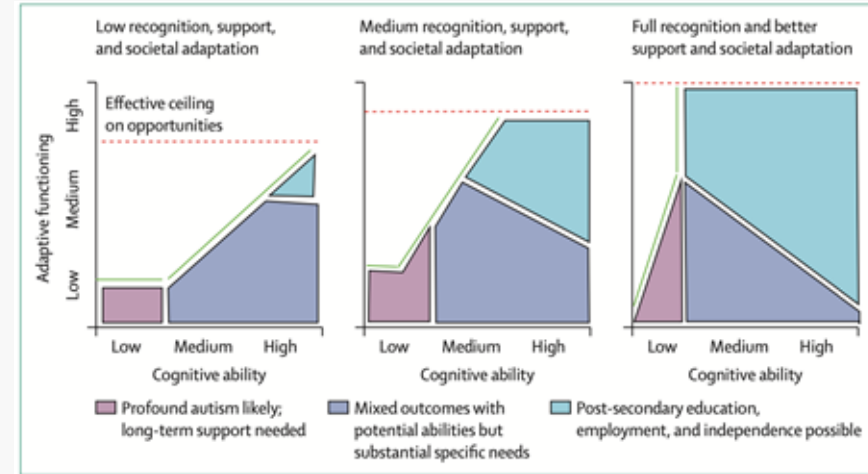 Low recognition, support,
and societal adaptation
Medium recognition, support,
and societal adaptation
Full recognition and better
support and societal adaptation
Effective ceiling
on opportunities
Adaptive functioning
High
Medium
Low
Low Medium High
Cognitive ability
Low Medium High
Cognitive ability
Low Medium High
Cognitive ability
Profound autism likely;
long-term support needed
Mixed outcomes with
potential abilities but
substantial specific needs
Post-secondary education,
employment, and independence possible